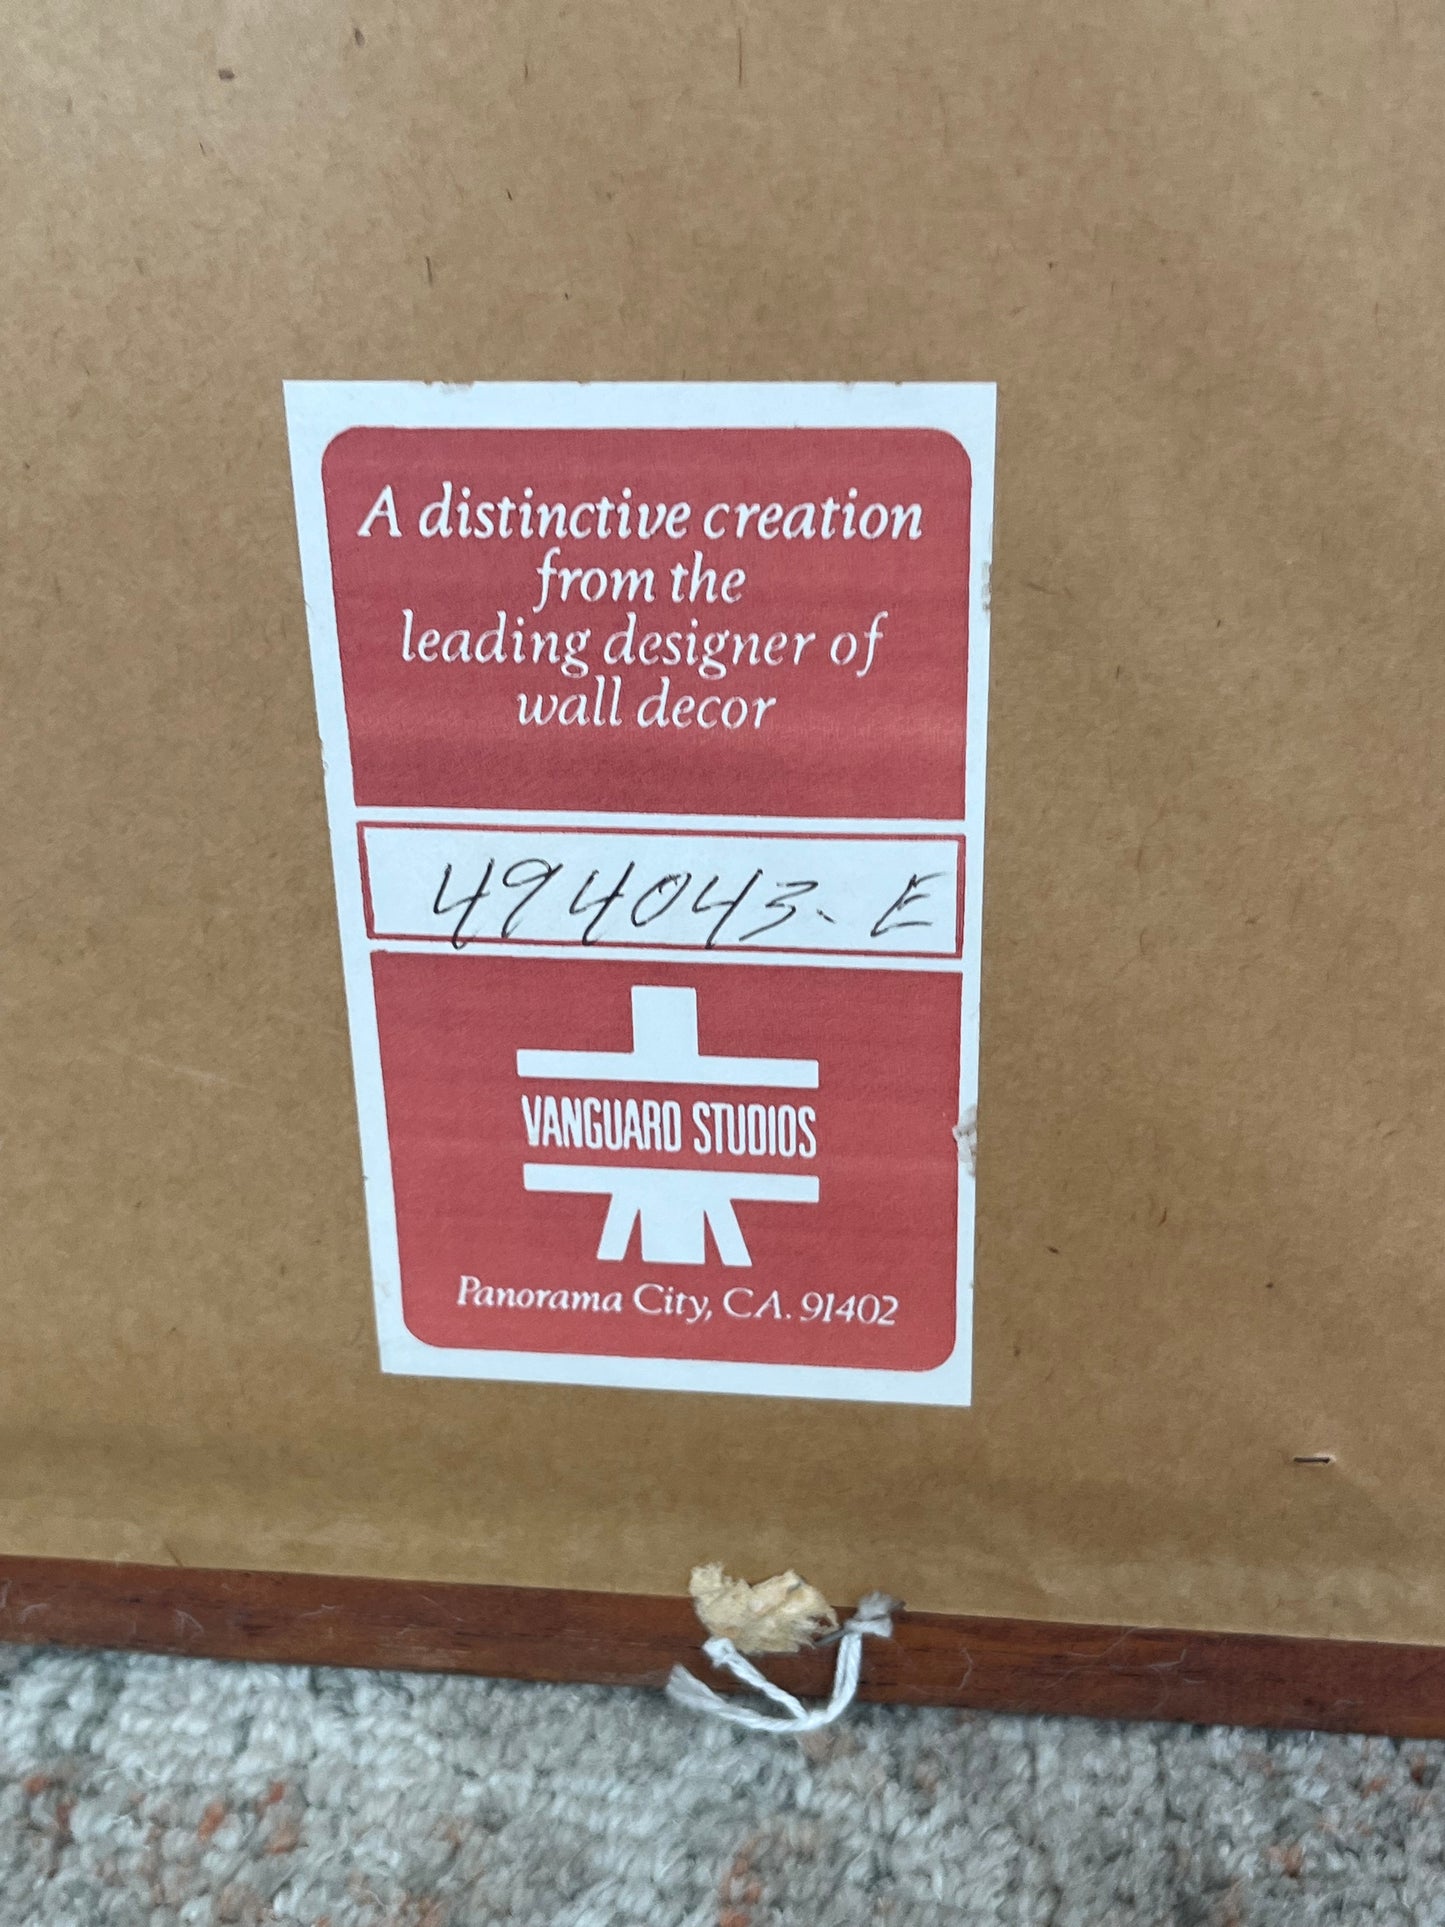 A distinctive creation
from the
leading designer of
wall decor
494043- E
VANGUARD STUDIOS
Panorama City, CA. 91402